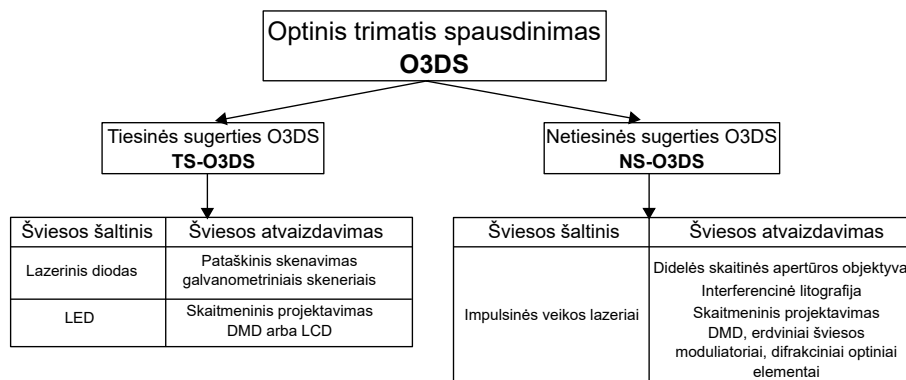 Optinis trimatis spausdinimas
O3DS
Tiesinės sugerties O3DS
TS-O3DS
Netiesinės sugerties O3DS
NS-O3DS
Šviesos šaltinis
Šviesos atvaizdavimas
Lazerinis diodas
Pataškinis skenavimas
galvanometriniais skeneriais
LED
Skaitmeninis projektavimas
DMD arba LCD
Šviesos šaltinis
Šviesos atvaizdavimas
Impulsinės veikos lazeriai
Didelės skaitinės apertūros objektyva
Interferencinė litografija
Skaitmeninis projektavimas
DMD, erdviniai šviesos
moduliatoriai, difrakciniai optiniai
elementai